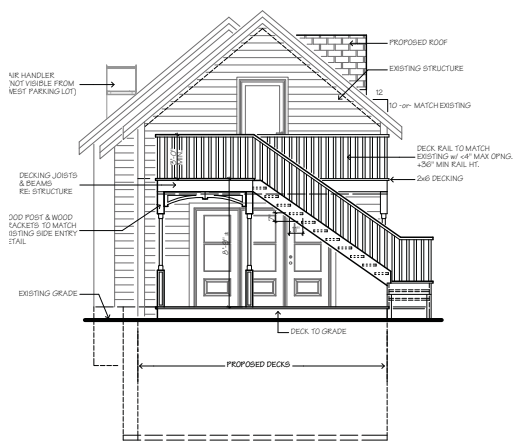 PROPOSED ROOF
EXISTING STRUCTURE
12
10 -or- MATCH EXISTING
AIR HANDLER
NOT VISIBLE FROM
WEST PARKING LOT)
DECK RAIL TO MATCH
EXISTING w/ <4" MAX OPNG.
+36" MIN RAIL HT.
2x6 DECKING
DECKING JOISTS
& BEAMS
RE: STRUCTURE
OOD POST & WOOD
RACKETS TO MATCH
ISTING SIDE ENTRY
ETAIL
EXISTING GRADE
DECK TO GRADE
PROPOSED DECKS